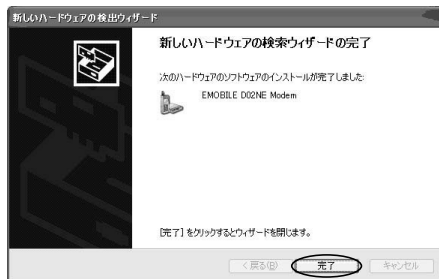 新しいハードウェアの検出ウィザード
新しいハードウェアの検索ウィザードの完了
次のハードウェアのソフトウェアのインストールが完了しました:
EMOBILE D02NE Modem
[完了] をクリックするとウィザードを閉じます。
< 戻る(B)
完了
キャンセル